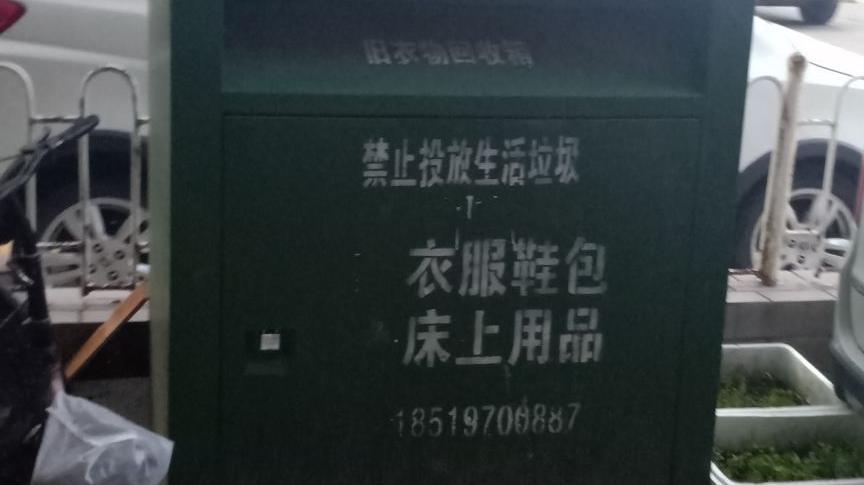 旧衣物回收箱
禁止投放生活垃圾
衣服鞋包
床上用品
18519700887